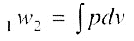 ₁w₂ = ∫pdv